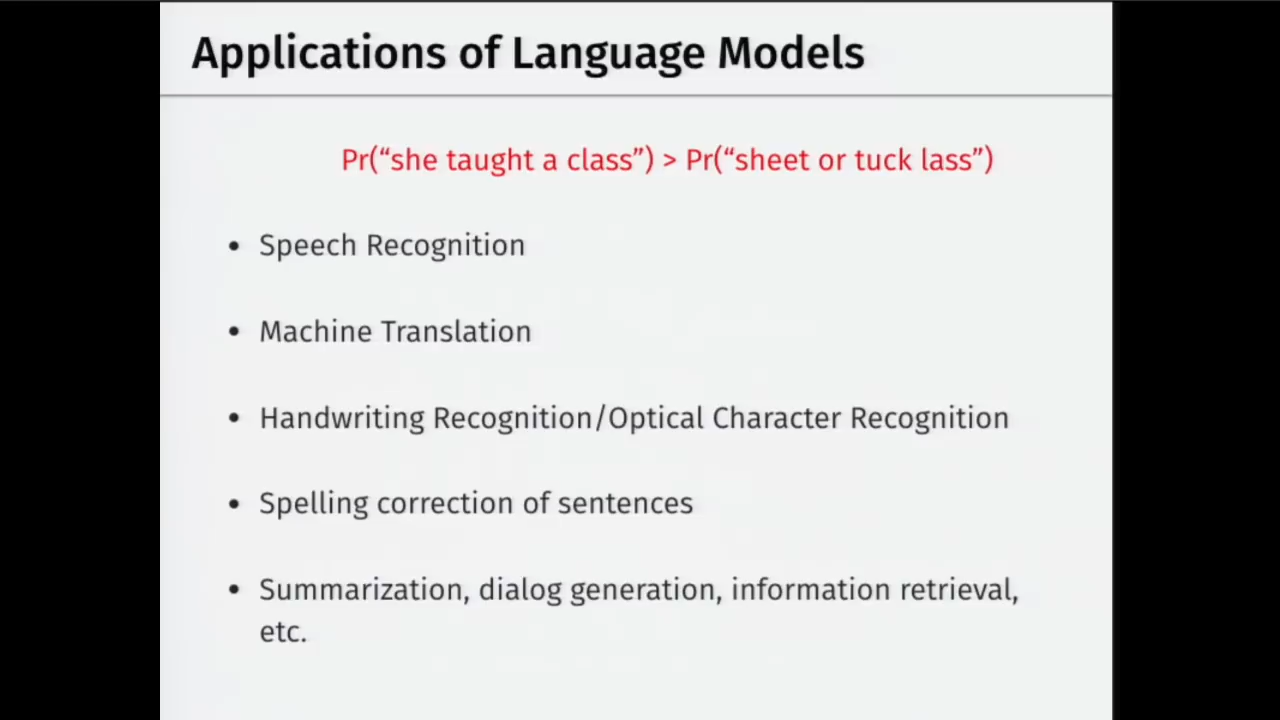 Applications of Language Models
Pr(“she taught a class”) > Pr(“sheet or tuck lass”)
• Speech Recognition
• Machine Translation
• Handwriting Recognition/Optical Character Recognition
• Spelling correction of sentences
• Summarization, dialog generation, information retrieval,
etc.